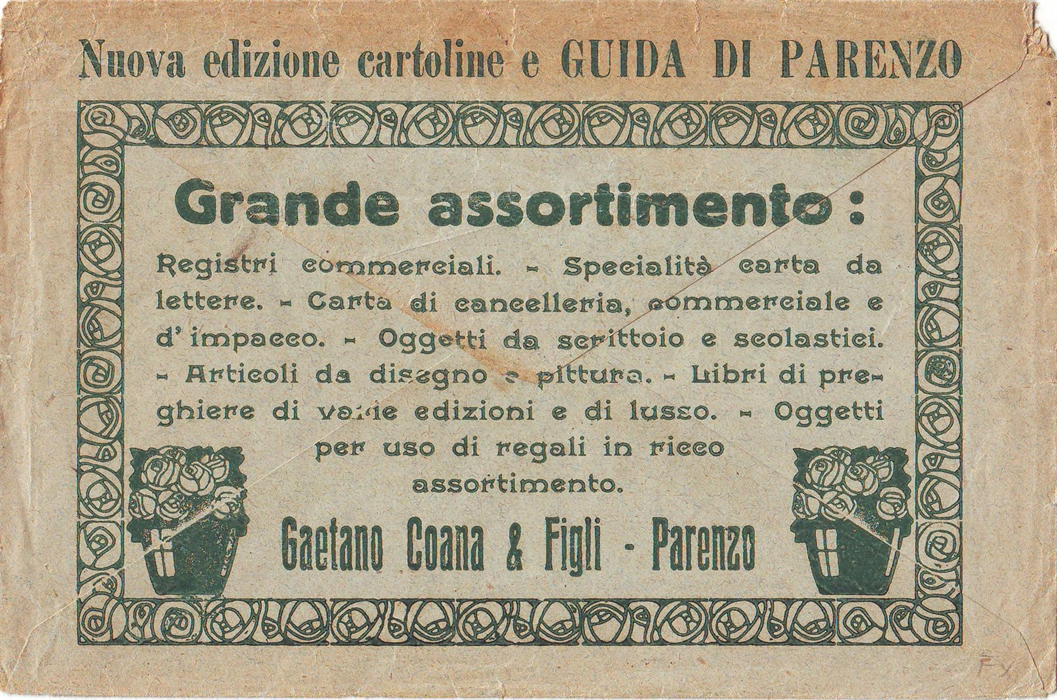 Nuova edizione cartoline e GUIDA DI PARENZO
Grande assortimento:
Registri commerciali. - Specialità carta da
lettere. - Carta di cancelleria, commerciale e
d'impacco. - Oggetti da scrittoio e scolastici.
- Articoli da disegno e pittura. - Libri di pre-
ghiere di varie edizioni e di lusso. - Oggetti
per uso di regali in ricco
assortimento.
Gaetano Coana & Figli - Parenzo